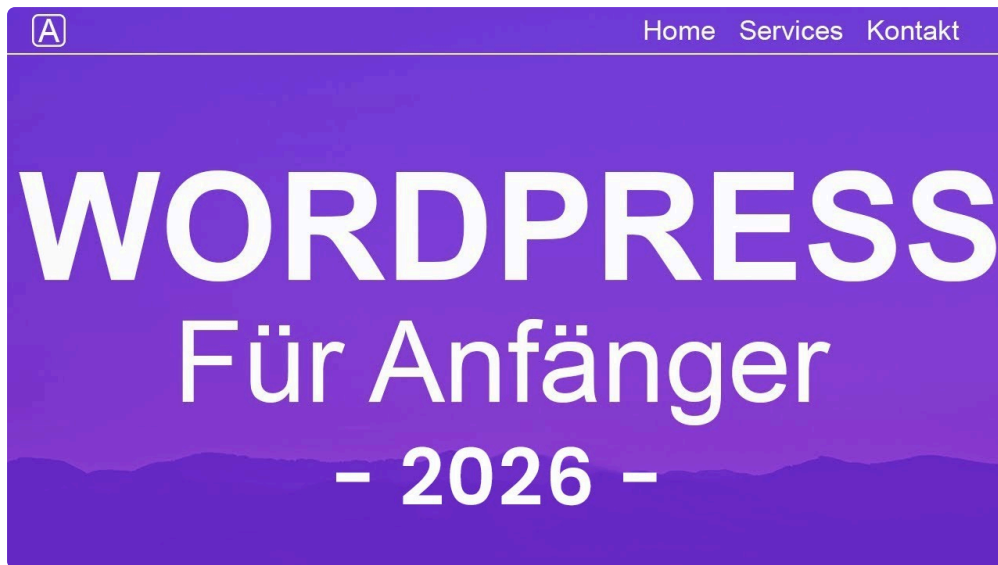 A
Home Services Kontakt
WORDPRESS
Für Anfänger
- 2026 -